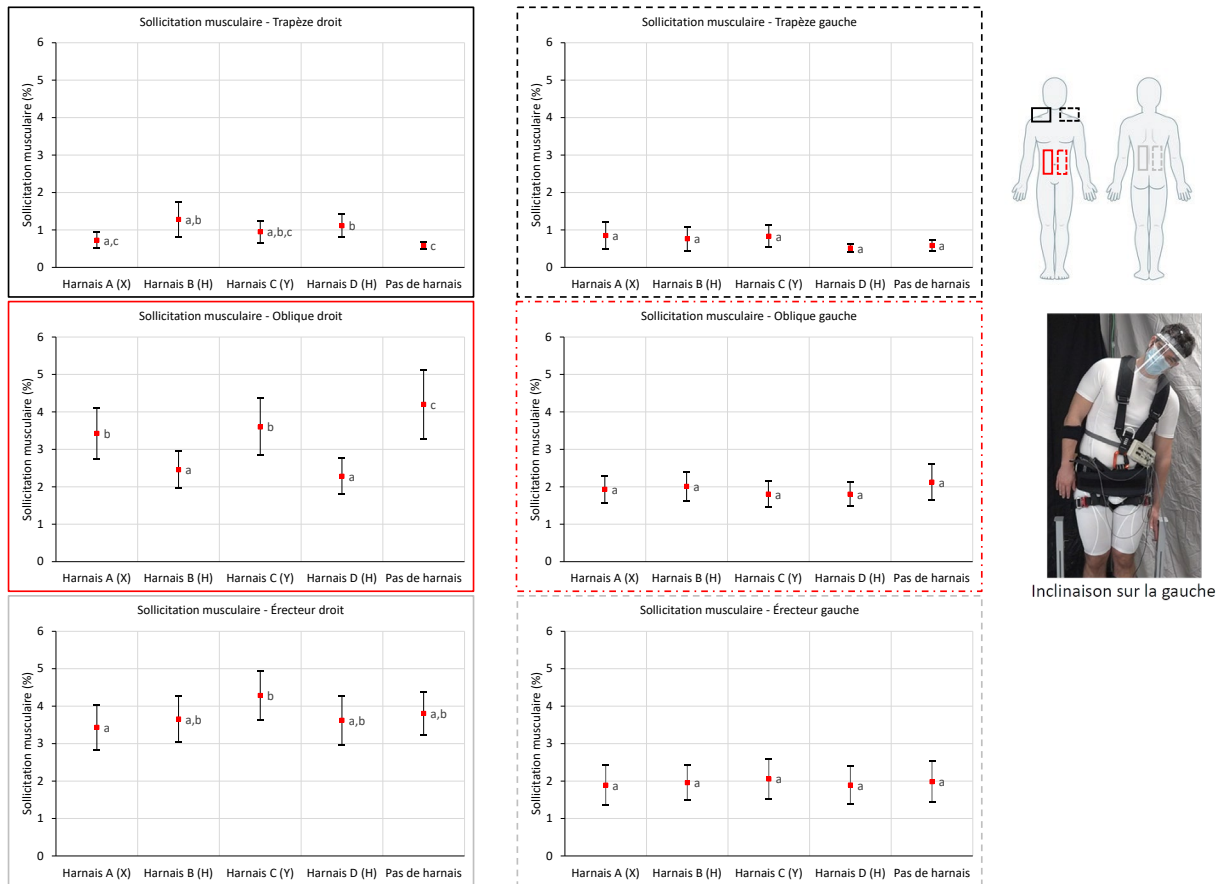 Sollicitation musculaire - Trapèze droit
Sollicitation musculaire (%)
6
5
4
3
2
1
0
a,c
a,b
a,b,c
b
c
Harnais A (X) Harnais B (H) Harnais C (Y) Harnais D (H) Pas de harnais
Sollicitation musculaire - Trapèze gauche
Sollicitation musculaire (%)
6
5
4
3
2
1
0
a
a
a
a
a
Harnais A (X) Harnais B (H) Harnais C (Y) Harnais D (H) Pas de harnais
Sollicitation musculaire - Oblique droit
Sollicitation musculaire (%)
6
5
4
3
2
1
0
b
a
b
a
c
Harnais A (X) Harnais B (H) Harnais C (Y) Harnais D (H) Pas de harnais
Sollicitation musculaire - Oblique gauche
Sollicitation musculaire (%)
6
5
4
3
2
1
0
a
a
a
a
a
Harnais A (X) Harnais B (H) Harnais C (Y) Harnais D (H) Pas de harnais
Inclinaison sur la gauche
Sollicitation musculaire - Érecteur droit
Sollicitation musculaire (%)
6
5
4
3
2
1
0
a
a,b
b
a,b
a,b
Harnais A (X) Harnais B (H) Harnais C (Y) Harnais D (H) Pas de harnais
Sollicitation musculaire - Érecteur gauche
Sollicitation musculaire (%)
6
5
4
3
2
1
0
a
a
a
a
a
Harnais A (X) Harnais B (H) Harnais C (Y) Harnais D (H) Pas de harnais